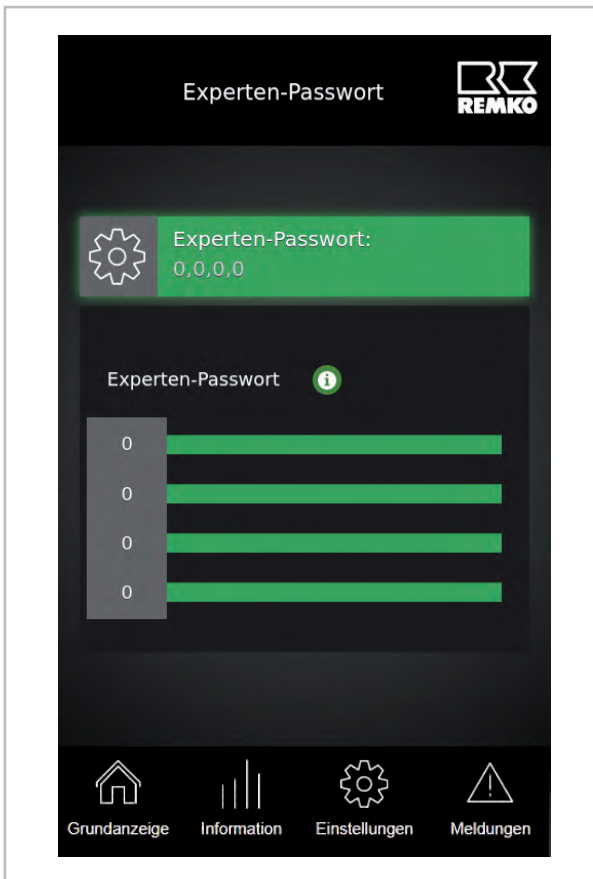 Experten-Passwort
REMKO
Experten-Passwort:
0,0,0,0
Experten-Passwort
0
0
0
0
Grundanzeige Information Einstellungen Meldungen